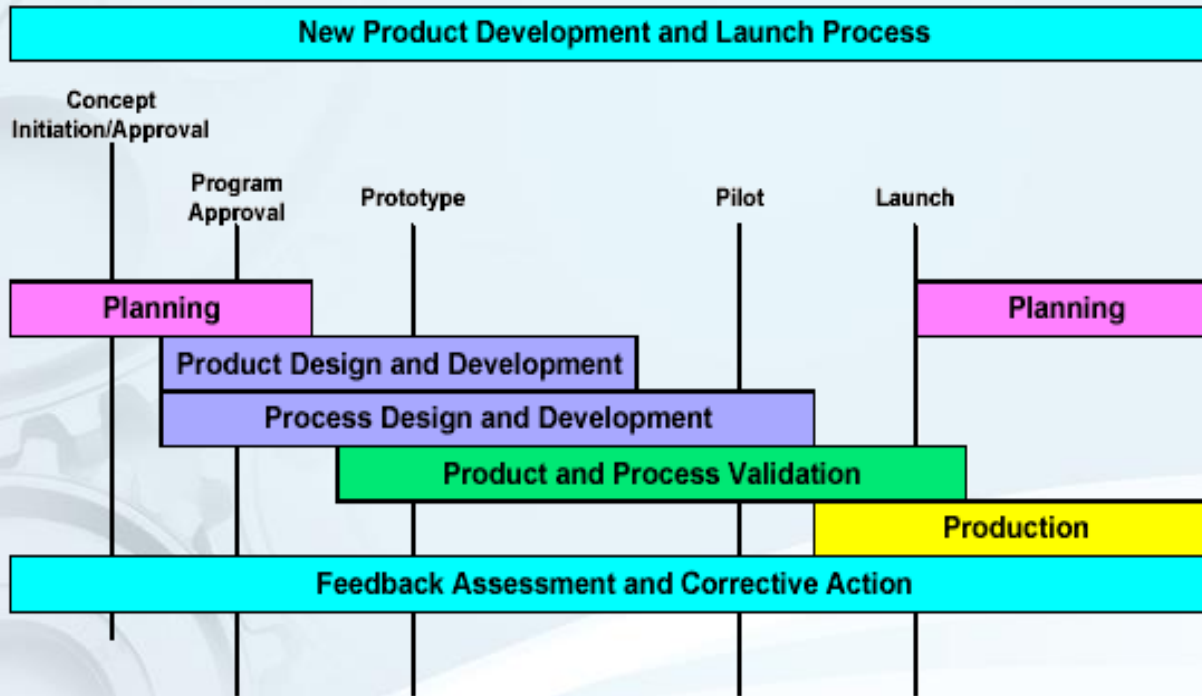 New Product Development and Launch Process
Concept
Initiation/Approval
Program
Approval
Prototype
Pilot
Launch
Planning
Planning
Product Design and Development
Process Design and Development
Product and Process Validation
Production
Feedback Assessment and Corrective Action